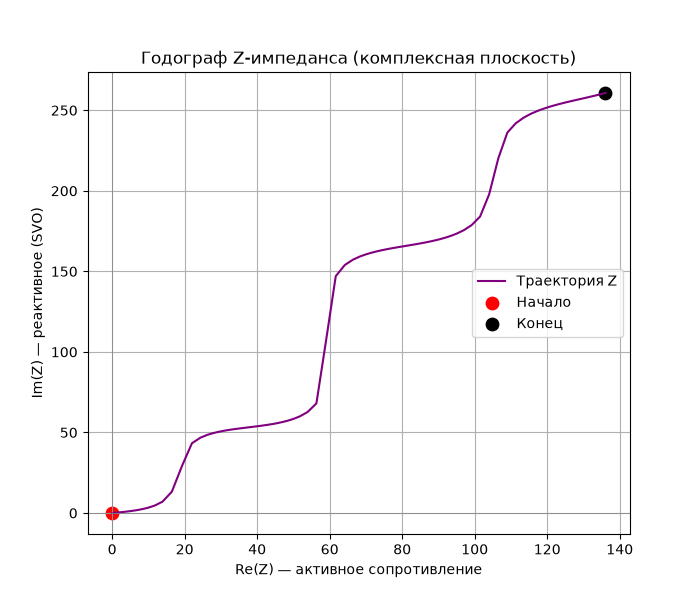 Годограф Z-импеданса (комплексная плоскость)
Im(Z) — реактивное (SVO)
250
200
150
100
50
0
Траектория Z
Начало
Конец
0 20 40 60 80 100 120 140
Re(Z) — активное сопротивление